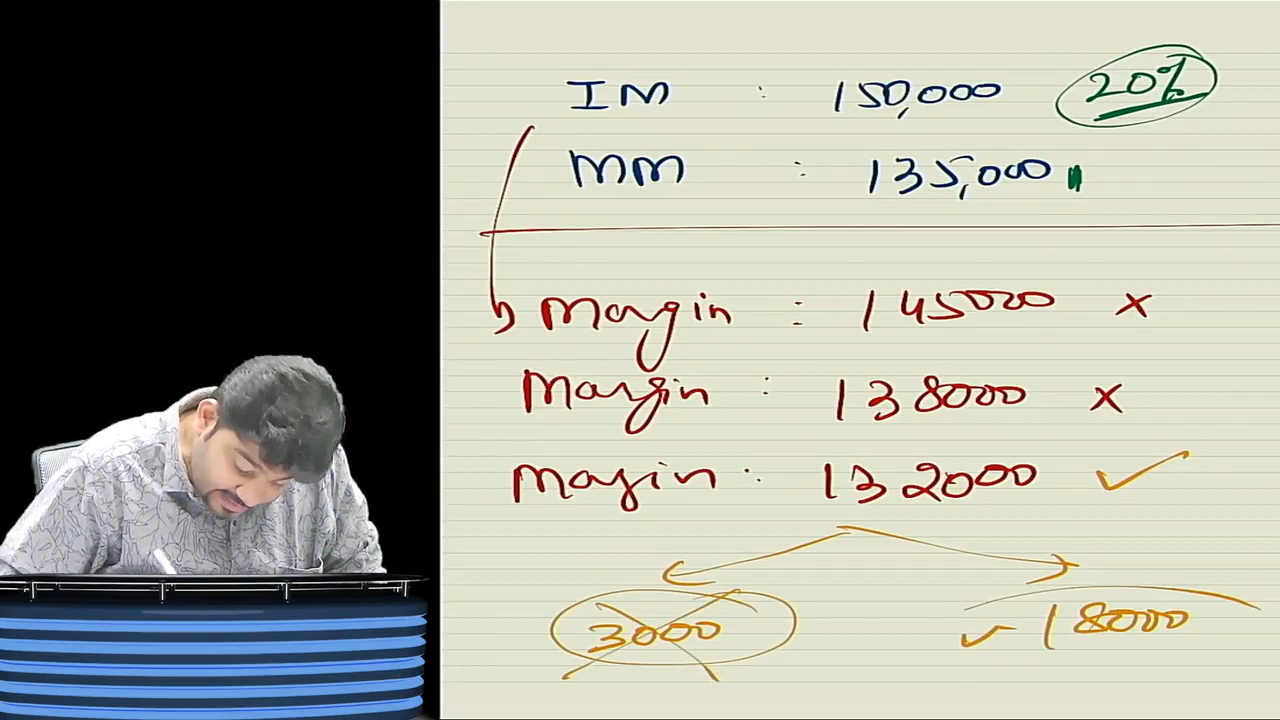 IM : 150,000 20%
MM : 135,000
Margin : 145000 ×
Margin : 138000 ×
Margin : 132000 ✓
3000 ✓ 18000